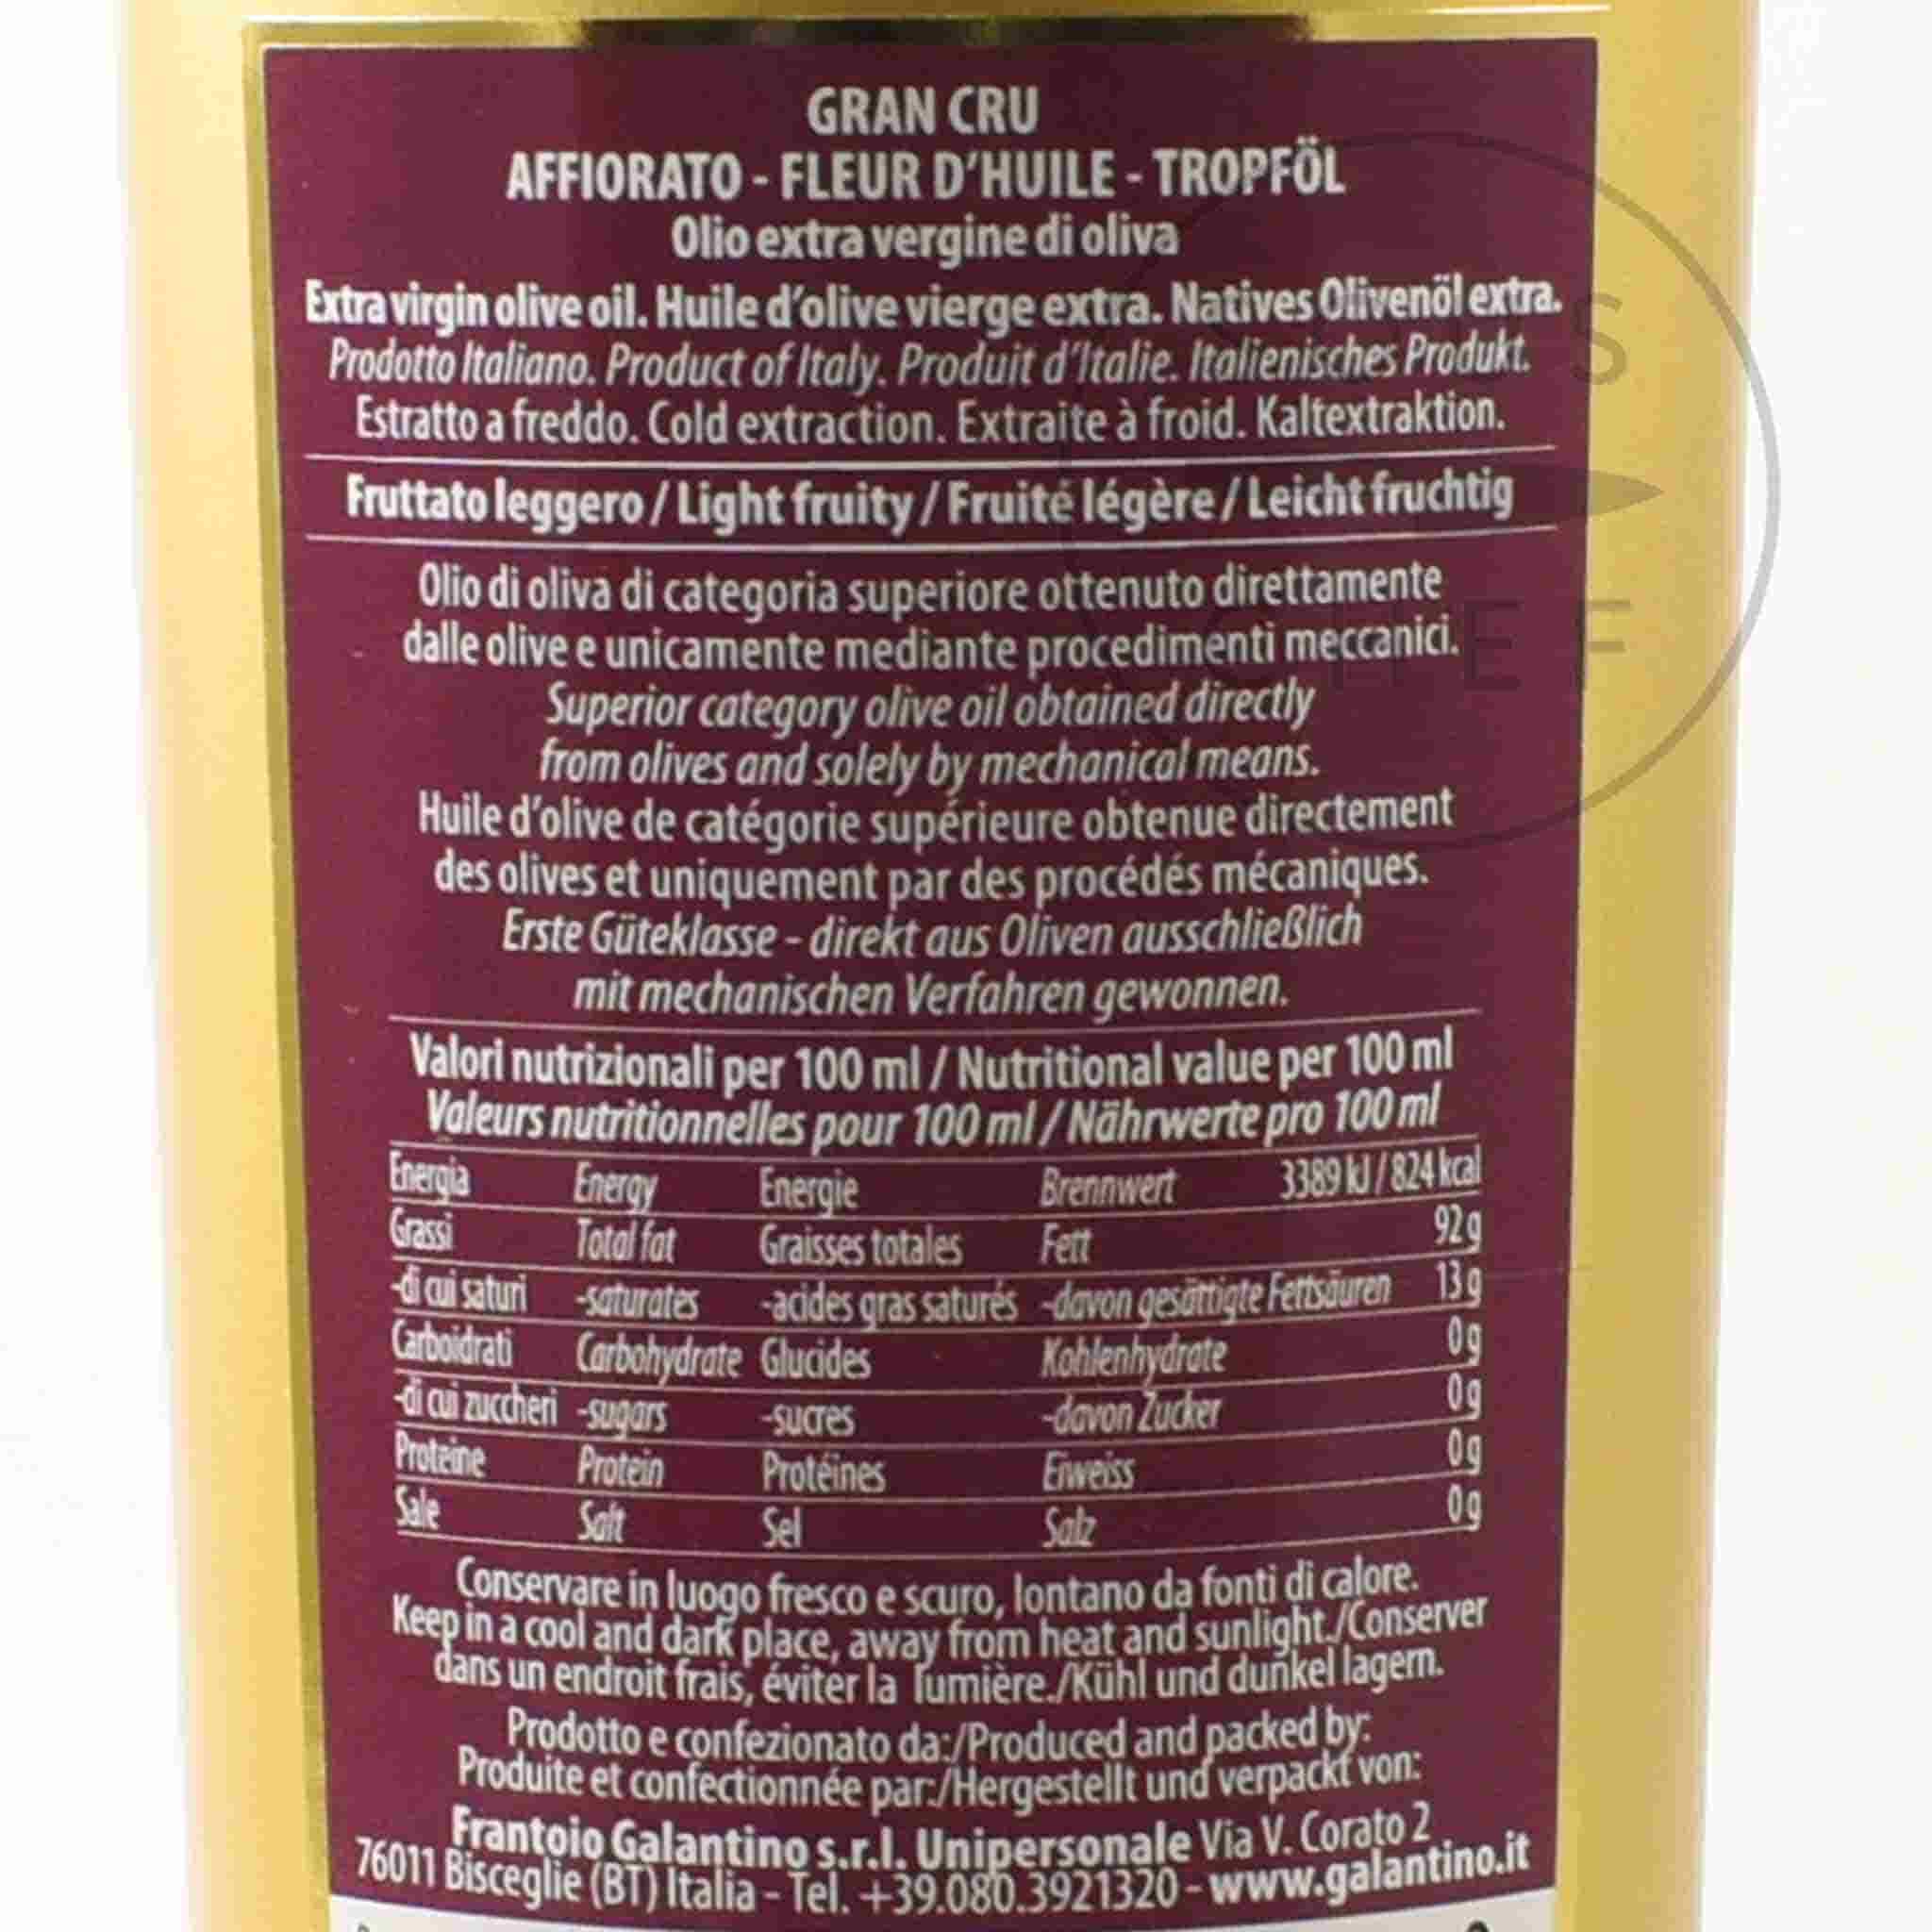 GRAN CRU
AFFIORATO - FLEUR D'HUILE - TROPFÖL
Olio extra vergine di oliva
Extra virgin olive oil. Huile d'olive vierge extra. Natives Olivenöl extra.
Prodotto Italiano. Product of Italy. Produit d'Italie. Italienisches Produkt.
Estratto a freddo. Cold extraction. Extraite à froid. Kaltextraktion.
Fruttato leggero / Light fruity / Fruité légère / Leicht fruchtig
Olio di oliva di categoria superiore ottenuto direttamente
dalle olive e unicamente mediante procedimenti meccanici.
Superior category olive oil obtained directly
from olives and solely by mechanical means.
Huile d'olive de catégorie supérieure obtenue directement
des olives et uniquement par des procédés mécaniques.
Erste Güteklasse - direkt aus Oliven ausschließlich
mit mechanischen Verfahren gewonnen.
Valori nutrizionali per 100 ml / Nutritional value per 100 ml
Valeurs nutritionnelles pour 100 ml / Nährwerte pro 100 ml
Energia Energy Energie Brennwert 3389 kJ / 824 kcal
Grassi Total fat Graisses totales Fett 92 g
-di cui saturi -saturates -acides gras saturés -davon gesättigte Fettsäuren 13 g
Carboidrati Carbohydrate Glucides Kohlenhydrate 0 g
-di cui zuccheri -sugars -sucres -davon Zucker 0 g
Proteine Protein Protéines Eiweiss 0 g
Sale Salt Sel Salz 0 g
Conservare in luogo fresco e scuro, lontano da fonti di calore.
Keep in a cool and dark place, away from heat and sunlight./Conserver
dans un endroit frais, éviter la lumière./Kühl und dunkel lagern.
Prodotto e confezionato da:/Produced and packed by:
Produite et confectionnée par:/Hergestellt und verpackt von:
Frantoio Galantino s.r.l. Unipersonale Via V. Corato 2
76011 Bisceglie (BT) Italia - Tel. +39.080.3921320 - www.galantino.it